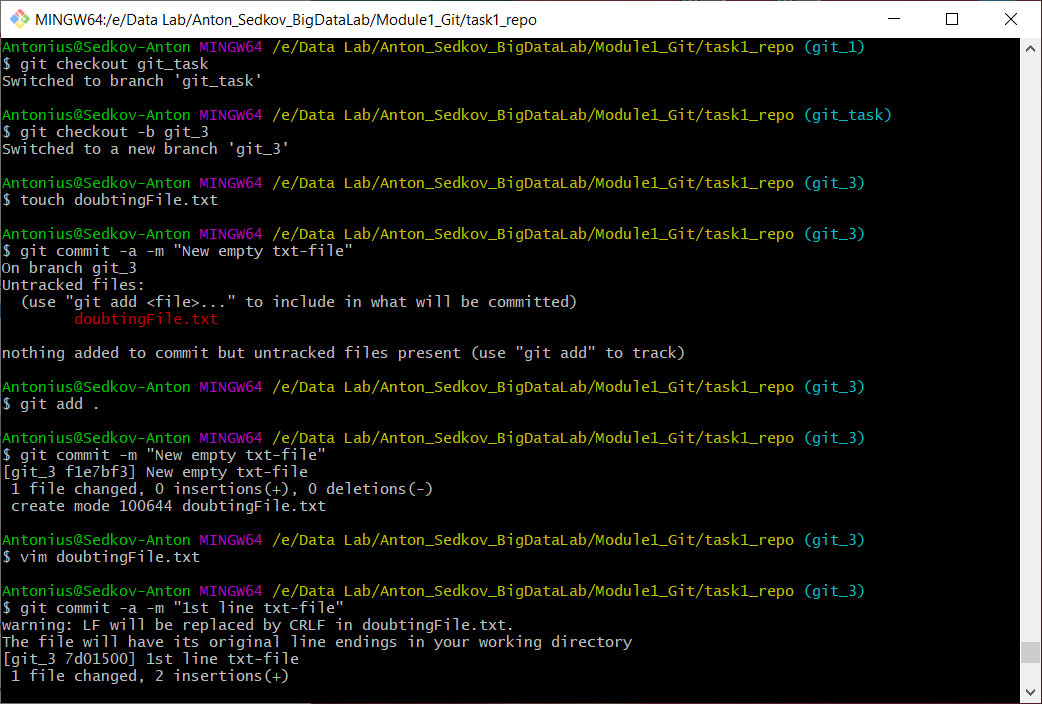 MINGW64:/e/Data Lab/Anton_Sedkov_BigDataLab/Module1_Git/task1_repo
Antonius@Sedkov-Anton MINGW64 /e/Data Lab/Anton_Sedkov_BigDataLab/Module1_Git/task1_repo (git_1)
$ git checkout git_task
Switched to branch 'git_task'
Antonius@Sedkov-Anton MINGW64 /e/Data Lab/Anton_Sedkov_BigDataLab/Module1_Git/task1_repo (git_task)
$ git checkout -b git_3
Switched to a new branch 'git_3'
Antonius@Sedkov-Anton MINGW64 /e/Data Lab/Anton_Sedkov_BigDataLab/Module1_Git/task1_repo (git_3)
$ touch doubtingFile.txt
Antonius@Sedkov-Anton MINGW64 /e/Data Lab/Anton_Sedkov_BigDataLab/Module1_Git/task1_repo (git_3)
$ git commit -a -m "New empty txt-file"
On branch git_3
Untracked files:
  (use "git add <file>..." to include in what will be committed)
        doubtingFile.txt
nothing added to commit but untracked files present (use "git add" to track)
Antonius@Sedkov-Anton MINGW64 /e/Data Lab/Anton_Sedkov_BigDataLab/Module1_Git/task1_repo (git_3)
$ git add .
Antonius@Sedkov-Anton MINGW64 /e/Data Lab/Anton_Sedkov_BigDataLab/Module1_Git/task1_repo (git_3)
$ git commit -m "New empty txt-file"
[git_3 f1e7bf3] New empty txt-file
 1 file changed, 0 insertions(+), 0 deletions(-)
 create mode 100644 doubtingFile.txt
Antonius@Sedkov-Anton MINGW64 /e/Data Lab/Anton_Sedkov_BigDataLab/Module1_Git/task1_repo (git_3)
$ vim doubtingFile.txt
Antonius@Sedkov-Anton MINGW64 /e/Data Lab/Anton_Sedkov_BigDataLab/Module1_Git/task1_repo (git_3)
$ git commit -a -m "1st line txt-file"
warning: LF will be replaced by CRLF in doubtingFile.txt.
The file will have its original line endings in your working directory
[git_3 7d01500] 1st line txt-file
 1 file changed, 2 insertions(+)